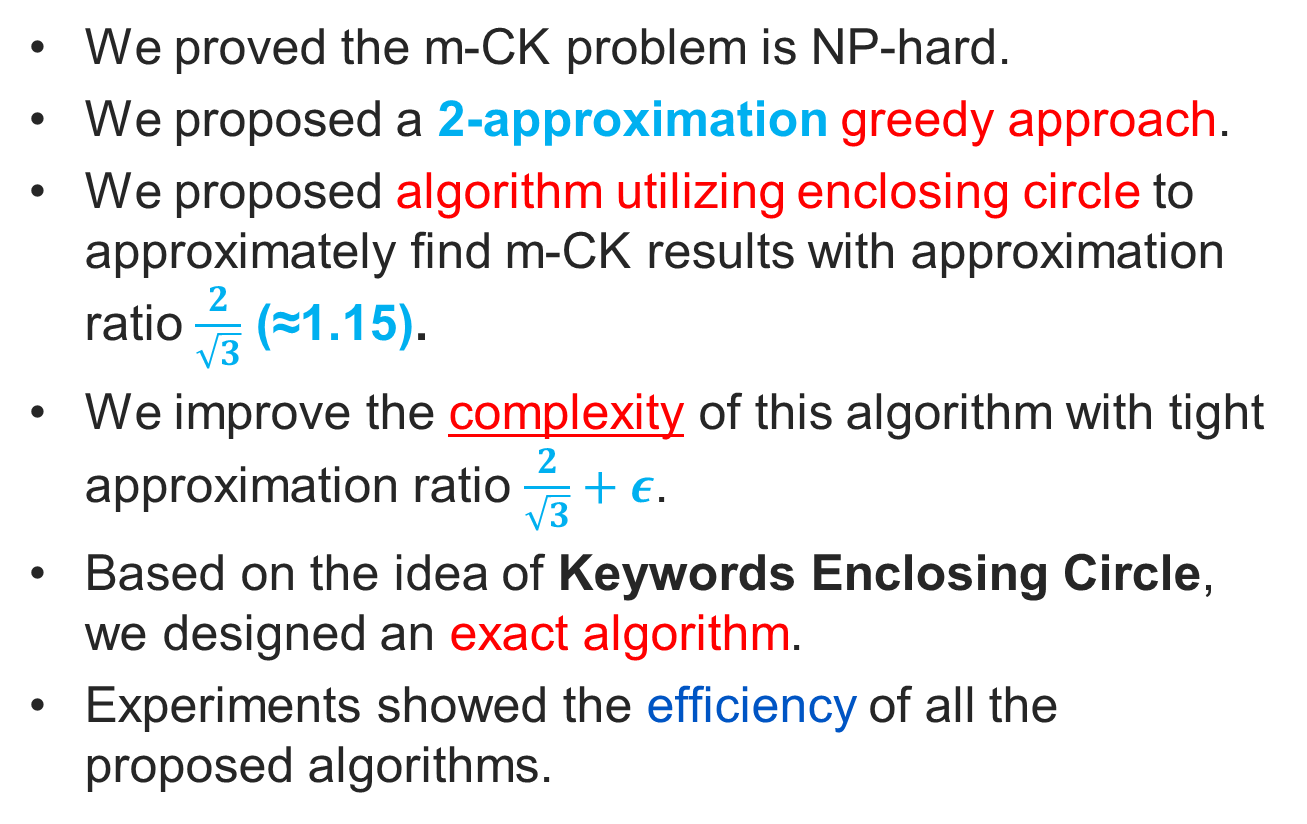 • We proved the m-CK problem is NP-hard.
• We proposed a 2-approximation greedy approach.
• We proposed algorithm utilizing enclosing circle to
approximately find m-CK results with approximation
ratio 2/√3 (≈1.15).
• We improve the complexity of this algorithm with tight
approximation ratio 2/√3 + ϵ.
• Based on the idea of Keywords Enclosing Circle,
we designed an exact algorithm.
• Experiments showed the efficiency of all the
proposed algorithms.